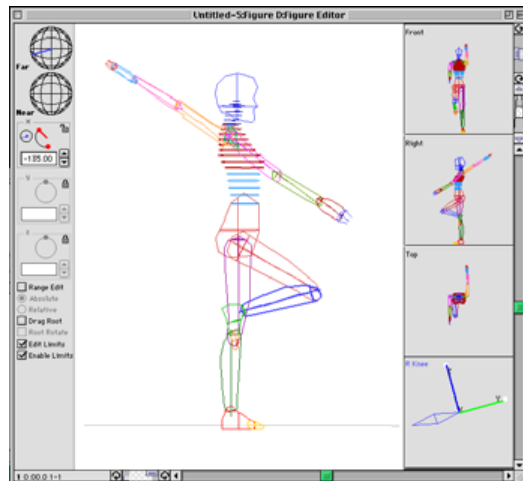 Untitled-S:Figure D:Figure Editor
Far
Near
X
-135.00
Y
Z
Range Edit
Absolute
Relative
Drag Root
Root Rotate
Edit Limits
Enable Limits
Front
Right
Top
R Knee
Y